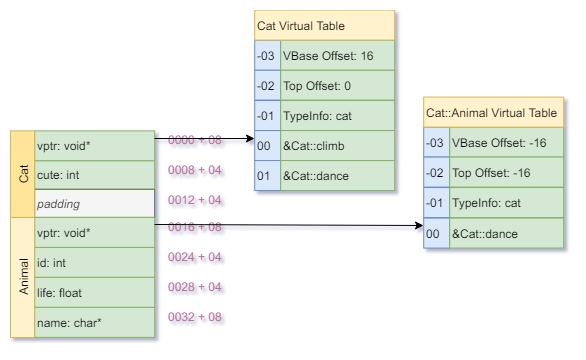 Cat Virtual Table
-03 VBase Offset: 16
-02 Top Offset: 0
-01 TypeInfo: cat
00 &Cat::climb
01 &Cat::dance
Cat::Animal Virtual Table
-03 VBase Offset: -16
-02 Top Offset: -16
-01 TypeInfo: cat
00 &Cat::dance
Cat
vptr: void* 0000 + 08
cute: int 0008 + 04
padding 0012 + 04
Animal
vptr: void* 0016 + 08
id: int 0024 + 04
life: float 0028 + 04
name: char* 0032 + 08